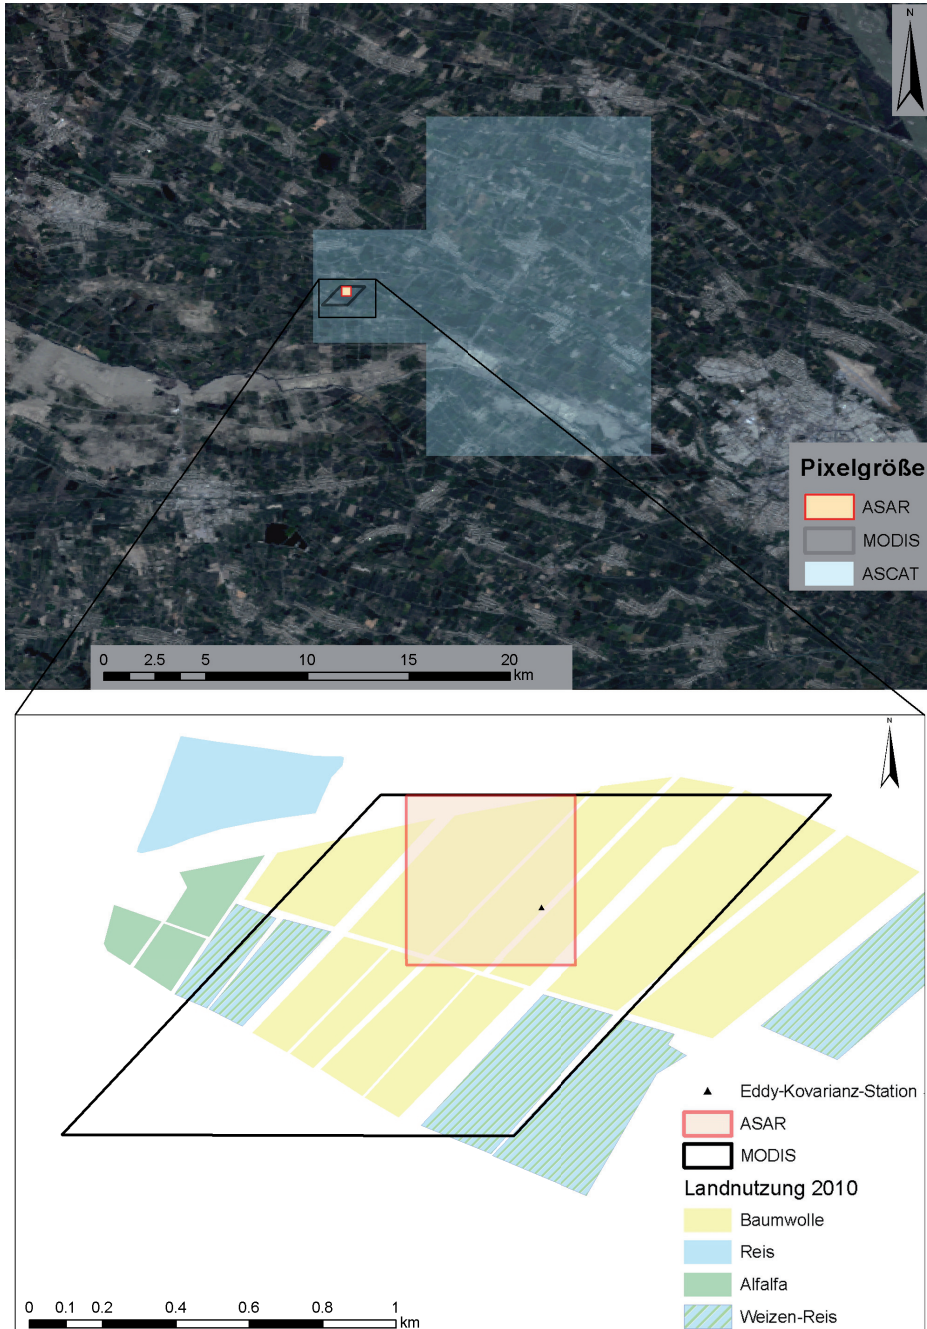 N
Pixelgröße
ASAR
MODIS
ASCAT
0 2.5 5 10 15 20
km
N
Eddy-Kovarianz-Station
ASAR
MODIS
Landnutzung 2010
Baumwolle
Reis
Alfalfa
Weizen-Reis
0 0.1 0.2 0.4 0.6 0.8 1
km